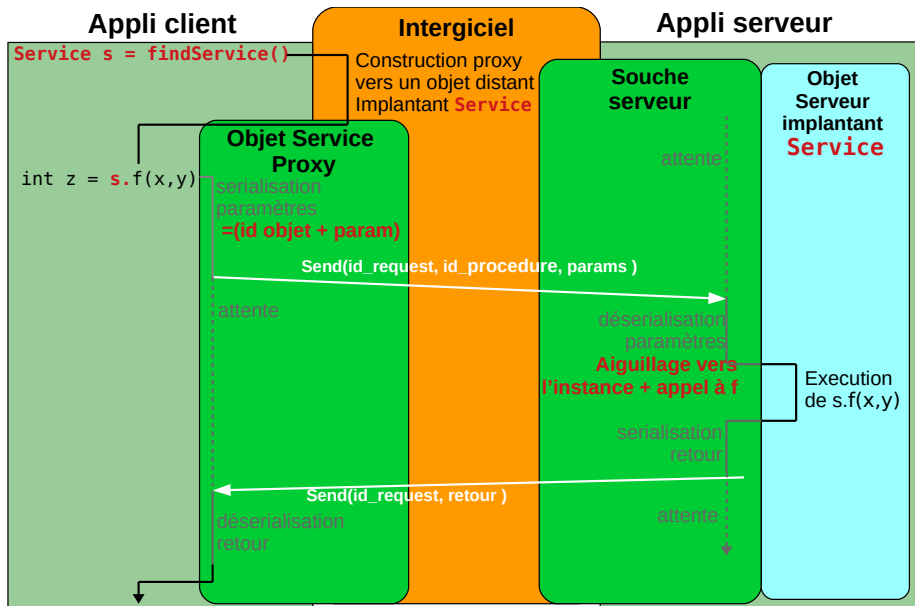 Appli client
Intergiciel
Appli serveur
Service s = findService()
Construction proxy
vers un objet distant
Implantant Service
Souche
serveur
Objet
Serveur
implantant
Service
Objet Service
Proxy
attente
int z = s.f(x,y)
serialisation
paramètres
=(id objet + param)
Send(id_request, id_procedure, params )
attente
déserialisation
paramètres
Aiguillage vers
l'instance + appel à f
Execution
de s.f(x,y)
serialisation
retour
Send(id_request, retour )
attente
déserialisation
retour